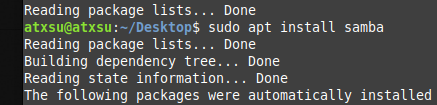 Reading package lists... Done
atxsu@atxsu:~/Desktop$ sudo apt install samba
Reading package lists... Done
Building dependency tree... Done
Reading state information... Done
The following packages were automatically installed